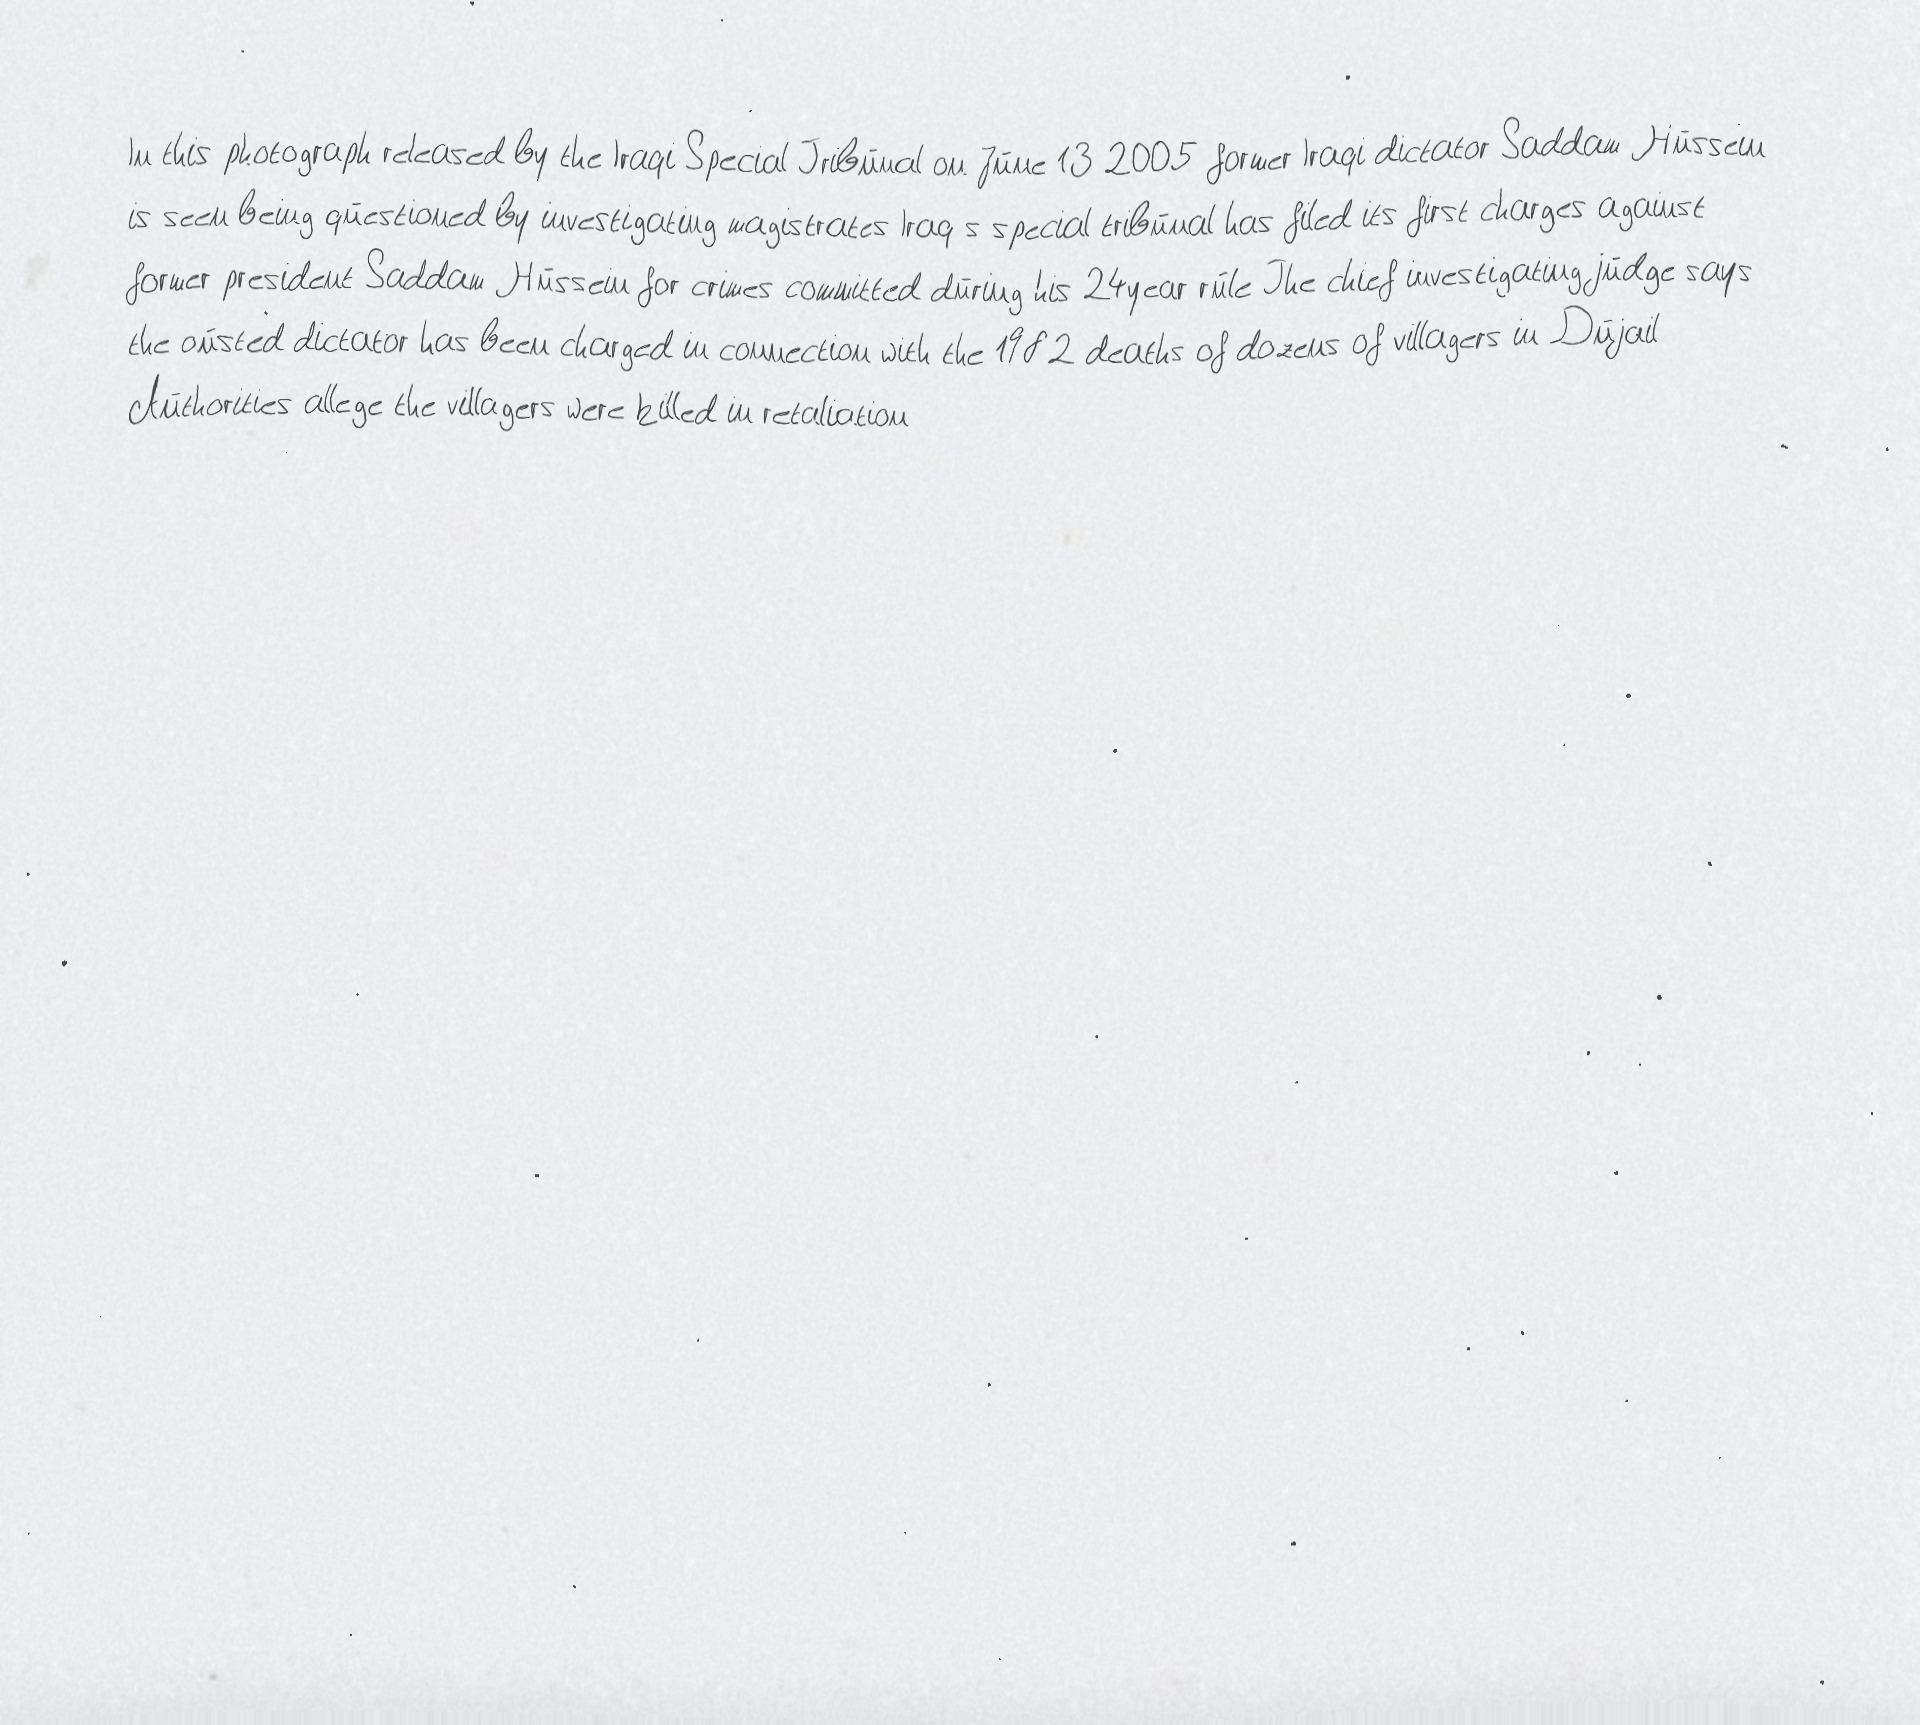 In this photograph released by the Iraqi Special Tribunal on June 13 2005 former Iraqi dictator Saddam Hussein
is seen being questioned by investigating magistrates Iraq s special tribunal has filed its first charges against
former president Saddam Hussein for crimes committed during his 24year rule The chief investigating judge says
the ousted dictator has been charged in connection with the 1982 deaths of dozens of villagers in Dujail
Authorities allege the villagers were killed in retaliation